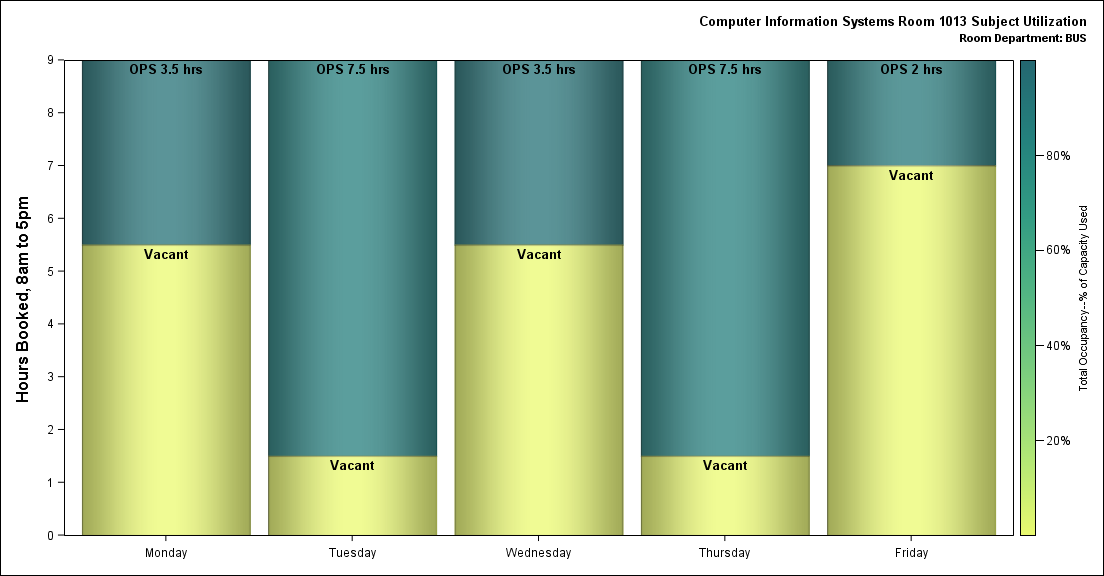 Computer Information Systems Room 1013 Subject Utilization
Room Department: BUS
Hours Booked, 8am to 5pm
9
8
7
6
5
4
3
2
1
0
OPS 3.5 hrs
OPS 7.5 hrs
OPS 3.5 hrs
OPS 7.5 hrs
OPS 2 hrs
Vacant
Vacant
Vacant
Vacant
Vacant
Monday
Tuesday
Wednesday
Thursday
Friday
80%
60%
40%
20%
Total Occupancy--% of Capacity Used